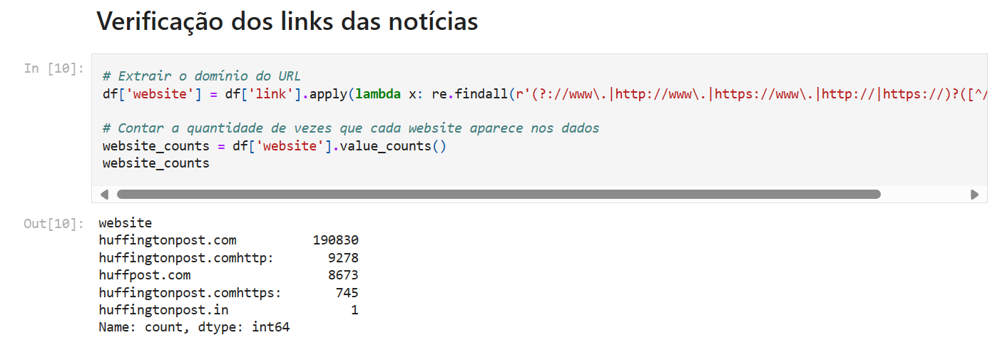 Verificação dos links das notícias
In [10]:
# Extrair o domínio do URL
df['website'] = df['link'].apply(lambda x: re.findall(r'(?://www\.|http://www\.|https://www\.|http://|https://)?([^/
# Contar a quantidade de vezes que cada website aparece nos dados
website_counts = df['website'].value_counts()
website_counts
Out[10]: website
huffingtonpost.com 190830
huffingtonpost.comhttp: 9278
huffpost.com 8673
huffingtonpost.comhttps: 745
huffingtonpost.in 1
Name: count, dtype: int64